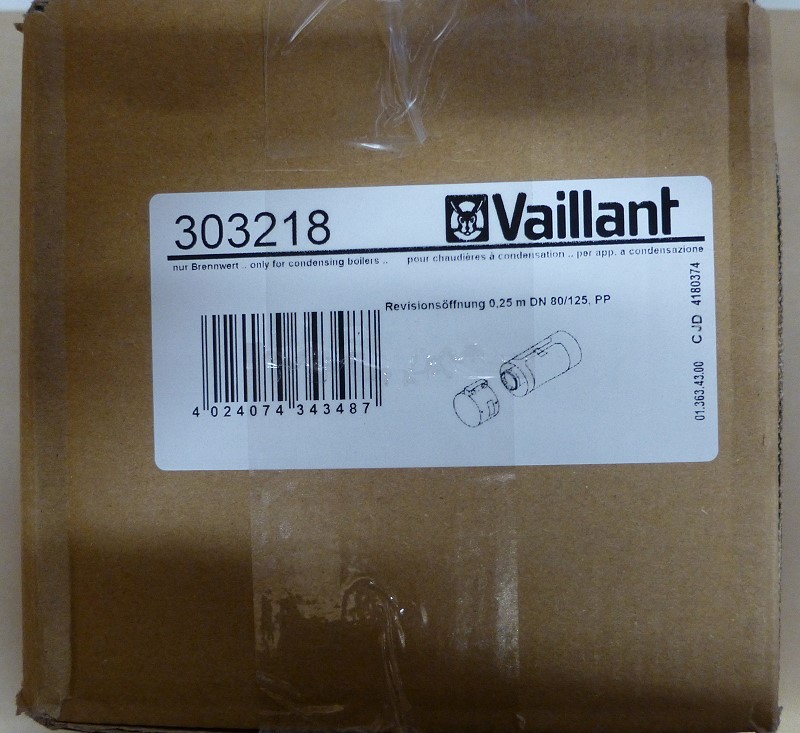 303218
Vaillant
nur Brennwert .. only for condensing boilers .. pour chaudières à condensation .. per app. a condensazione
Revisionsöffnung 0,25 m DN 80/125, PP
4 024074 343487
01.363.43.00 CJD 4180374